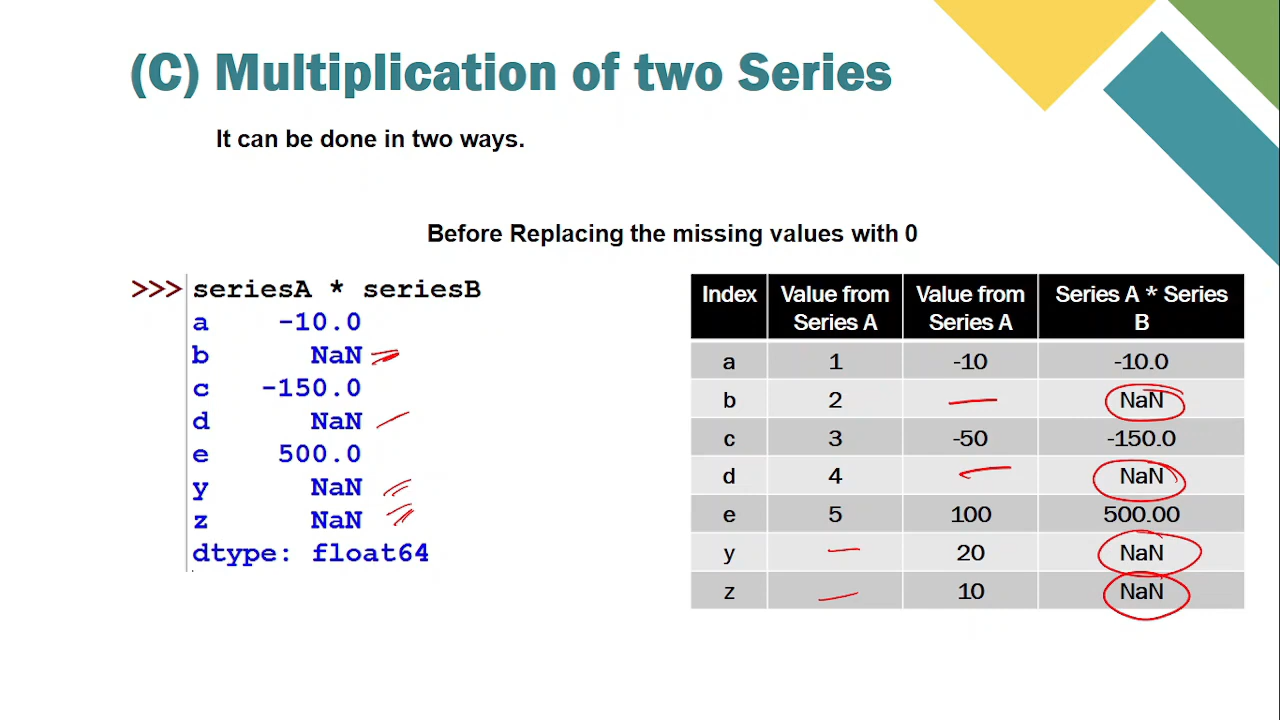 (C) Multiplication of two Series
It can be done in two ways.
Before Replacing the missing values with 0
>>> seriesA * seriesB
a -10.0
b NaN
c -150.0
d NaN
e 500.0
y NaN
z NaN
dtype: float64
Index Value from Series A Value from Series A Series A * Series B
a 1 -10 -10.0
b 2 NaN
c 3 -50 -150.0
d 4 NaN
e 5 100 500.00
y 20 NaN
z 10 NaN